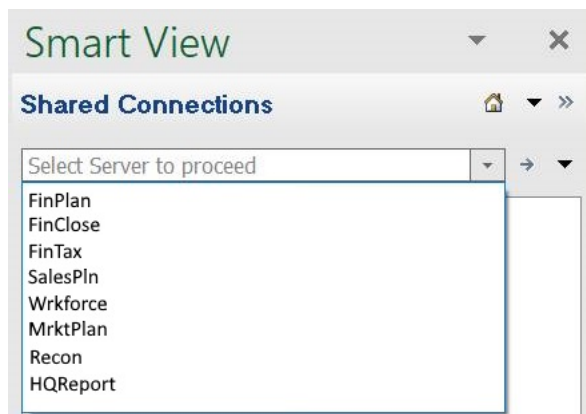 Smart View
Shared Connections
Select Server to proceed
FinPlan
FinClose
FinTax
SalesPln
Wrkforce
MrktPlan
Recon
HQReport